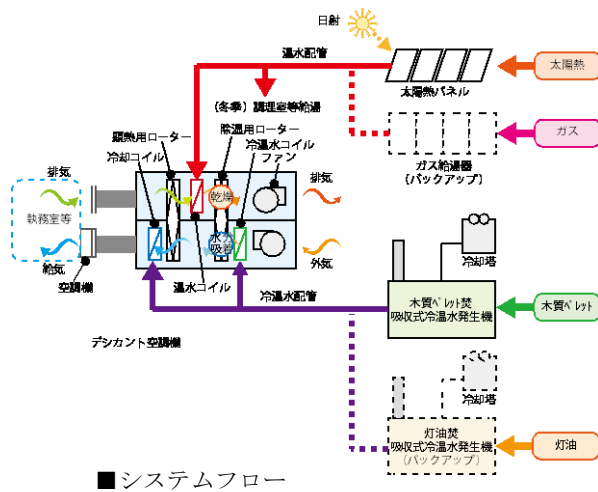 日射
温水配管
太陽熱
太陽熱パネル
(冬季)調理室等給湯
ガス
ガス給湯器
(バックアップ)
顕熱用ローター
除湿用ローター
冷却コイル
冷温水コイル
ファン
排気
乾燥
排気
執務室等
水分
吸着
給気
外気
空調機
温水コイル
冷温水配管
冷却塔
木質ペレット焚
吸収式冷温水発生機
木質ペレット
デシカント空調機
冷却塔
灯油焚
吸収式冷温水発生機
(バックアップ)
灯油
■システムフロー